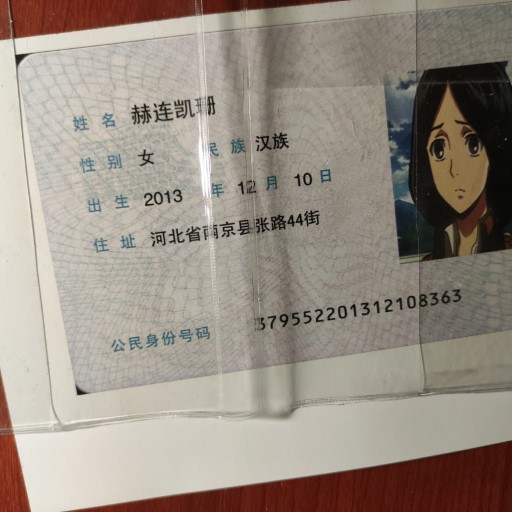 姓名 赫连凯珊
性别 女 民族 汉族
出生 2013 年 12 月 10 日
住址 河北省南京县张路44街
公民身份号码 379552201312108363